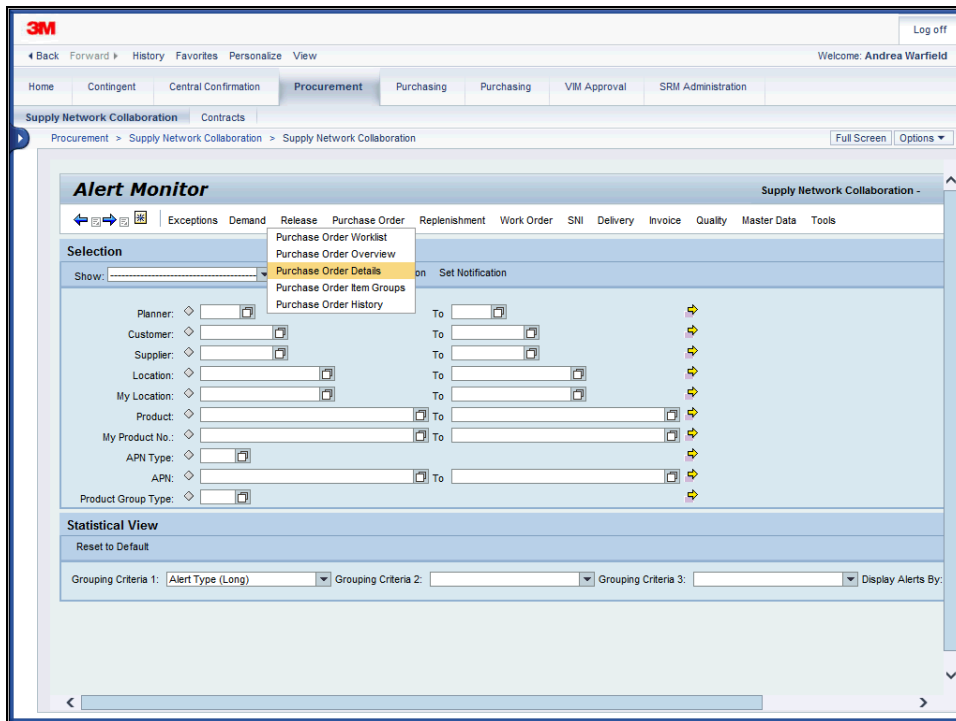 3M
Log off
Back Forward History Favorites Personalize View
Welcome: Andrea Warfield
Home Contingent Central Confirmation Procurement Purchasing Purchasing VIM Approval SRM Administration
Supply Network Collaboration Contracts
Procurement > Supply Network Collaboration > Supply Network Collaboration
Full Screen Options
Alert Monitor
Supply Network Collaboration -
Exceptions Demand Release Purchase Order Replenishment Work Order SNI Delivery Invoice Quality Master Data Tools
Purchase Order Worklist
Purchase Order Overview
Purchase Order Details
Purchase Order Item Groups
Purchase Order History
Selection
Show: on Set Notification
Planner: To
Customer: To
Supplier: To
Location: To
My Location: To
Product: To
My Product No.: To
APN Type:
APN: To
Product Group Type:
Statistical View
Reset to Default
Grouping Criteria 1: Alert Type (Long) Grouping Criteria 2: Grouping Criteria 3: Display Alerts By: